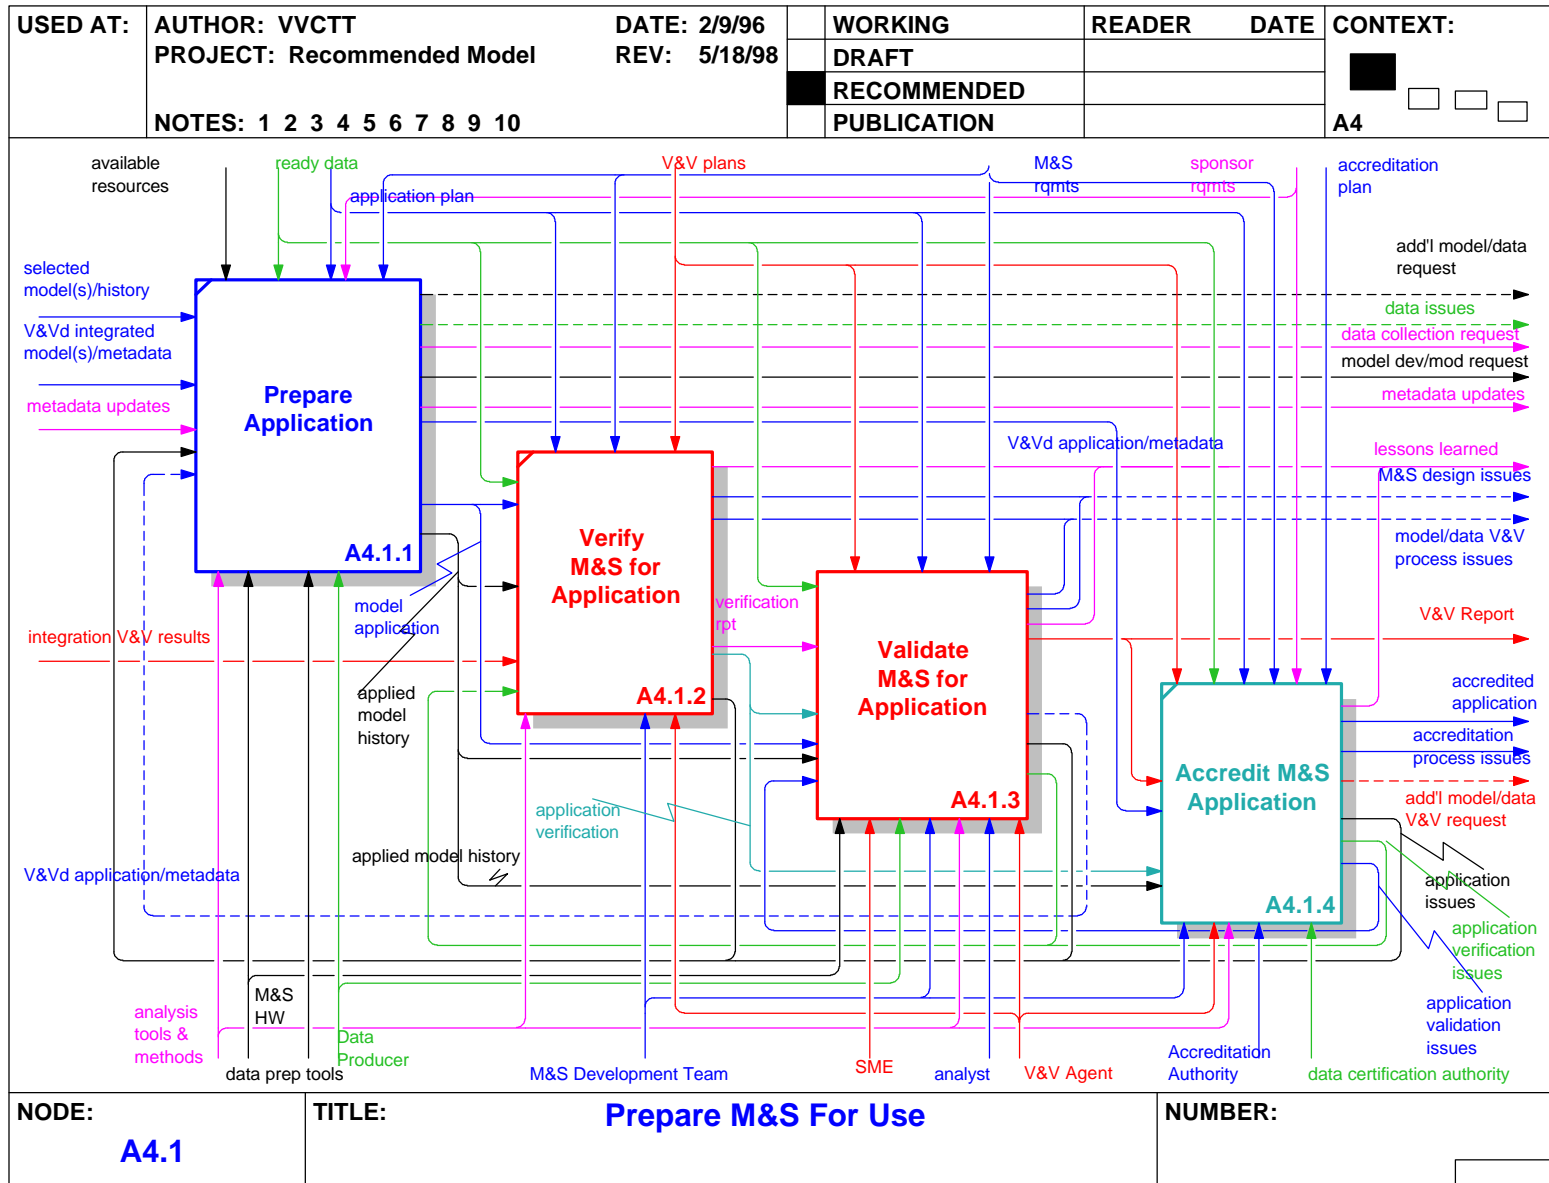 USED AT:
AUTHOR: VVCTT
DATE: 2/9/96
PROJECT: Recommended Model
REV: 5/18/98
NOTES: 1 2 3 4 5 6 7 8 9 10
WORKING
DRAFT
RECOMMENDED
PUBLICATION
READER DATE
CONTEXT:
A4
available
resources
ready data
application plan
V&V plans
M&S
rqmts
sponsor
rqmts
accreditation
plan
selected
model(s)/history
V&Vd integrated
model(s)/metadata
metadata updates
add'l model/data
request
data issues
data collection request
model dev/mod request
metadata updates
Prepare
Application
A4.1.1
V&Vd application/metadata
lessons learned
M&S design issues
model/data V&V
process issues
Verify
M&S for
Application
A4.1.2
model
application
verification
rpt
integration V&V results
applied
model
history
Validate
M&S for
Application
A4.1.3
V&V Report
accredited
application
accreditation
process issues
add'l model/data
V&V request
Accredit M&S
Application
A4.1.4
application
verification
applied model history
V&Vd application/metadata
application
issues
application
verification
issues
application
validation
issues
analysis
tools &
methods
M&S
HW
Data
Producer
data prep tools
M&S Development Team
SME
analyst
V&V Agent
Accreditation
Authority
data certification authority
NODE:
A4.1
TITLE:
Prepare M&S For Use
NUMBER: